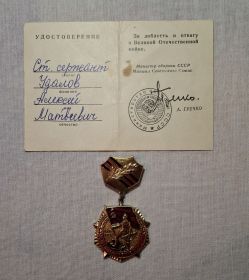 УДОСТОВЕРЕНИЕ
Ст. сержант
Удалов
фамилия
Алексей
Матвеевич
отчество
За доблесть и отвагу
в Великой Отечественной
войне.
Министр обороны СССР
Маршал Советского Союза
А. ГРЕЧКО